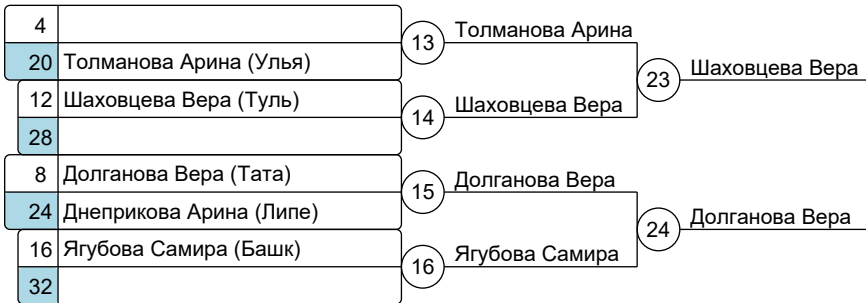 4
20 Толманова Арина (Улья)
12 Шаховцева Вера (Туль)
28
8 Долганова Вера (Тата)
24 Днеприкова Арина (Липе)
16 Ягубова Самира (Башк)
32
13 Толманова Арина
14 Шаховцева Вера
15 Долганова Вера
16 Ягубова Самира
23 Шаховцева Вера
24 Долганова Вера